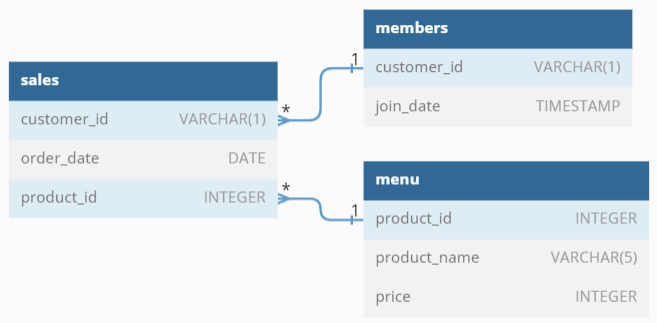 sales
customer_id VARCHAR(1)
order_date DATE
product_id INTEGER
*
*
members
customer_id VARCHAR(1)
join_date TIMESTAMP
1
menu
product_id INTEGER
product_name VARCHAR(5)
price INTEGER
1